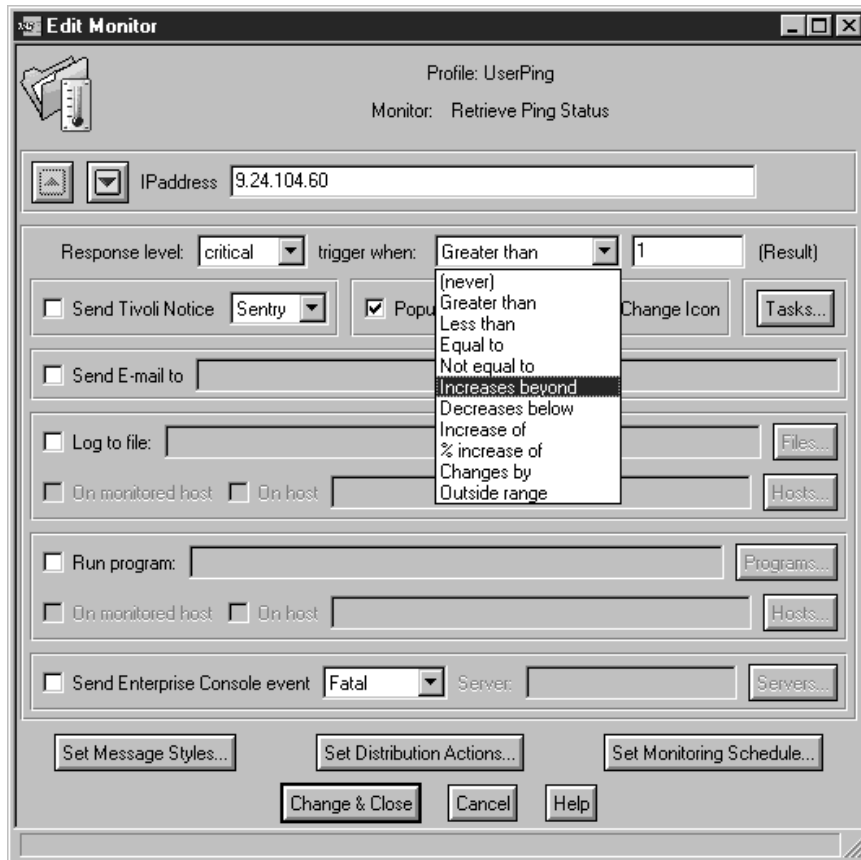 Edit Monitor
Profile: UserPing
Monitor: Retrieve Ping Status
IPaddress 9.24.104.60
Response level: critical trigger when: Greater than 1 (Result)
(never)
Greater than
Less than
Equal to
Not equal to
Increases beyond
Decreases below
Increase of
% increase of
Changes by
Outside range
Send Tivoli Notice Sentry Popu Change Icon Tasks...
Send E-mail to
Log to file: Files...
On monitored host On host Hosts...
Run program: Programs...
On monitored host On host Hosts...
Send Enterprise Console event Fatal Server: Servers...
Set Message Styles... Set Distribution Actions... Set Monitoring Schedule...
Change & Close Cancel Help